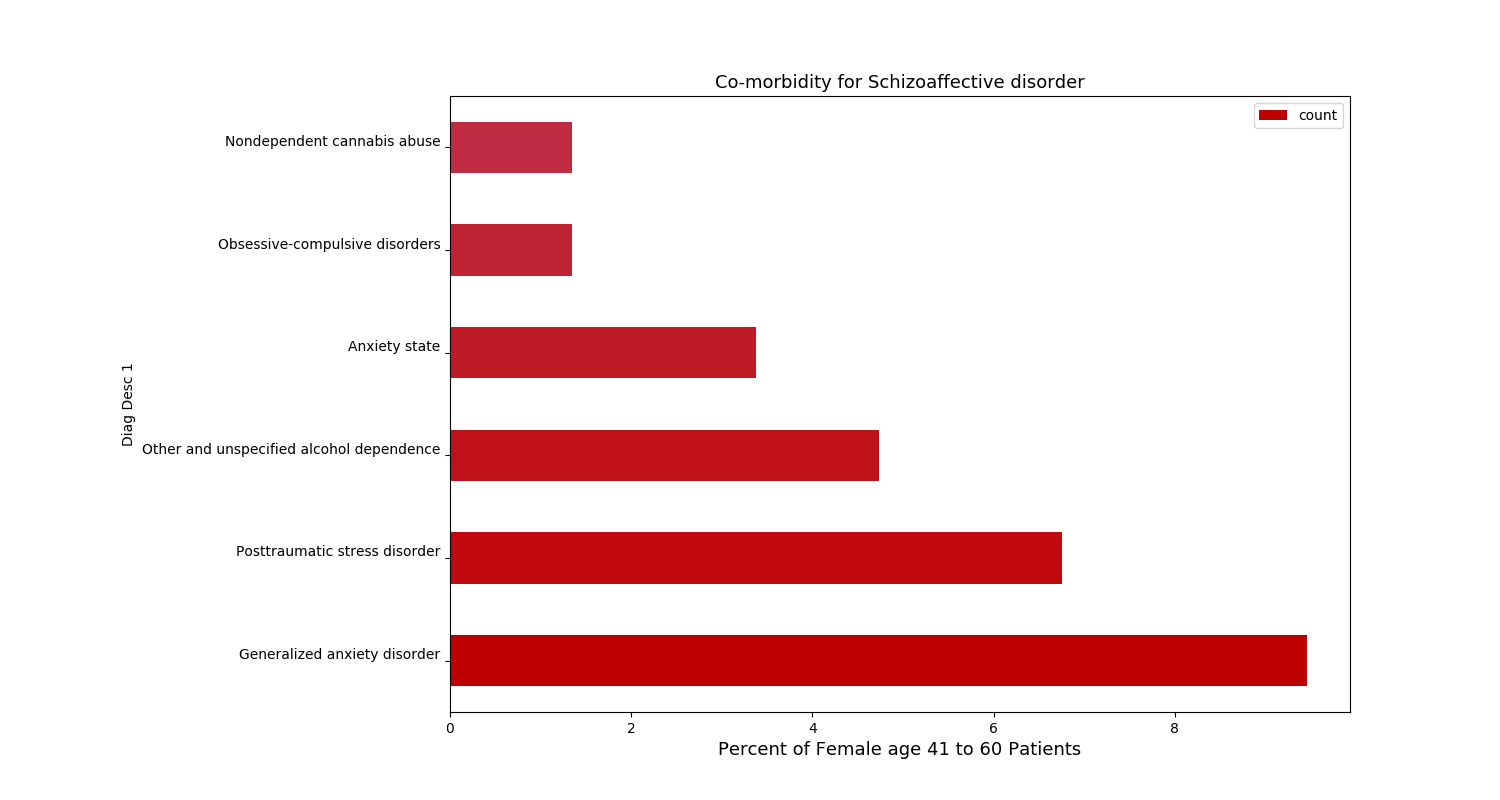 Co-morbidity for Schizoaffective disorder
count
Nondependent cannabis abuse
Obsessive-compulsive disorders
Anxiety state
Other and unspecified alcohol dependence
Posttraumatic stress disorder
Generalized anxiety disorder
Diag Desc 1
0 2 4 6 8
Percent of Female age 41 to 60 Patients